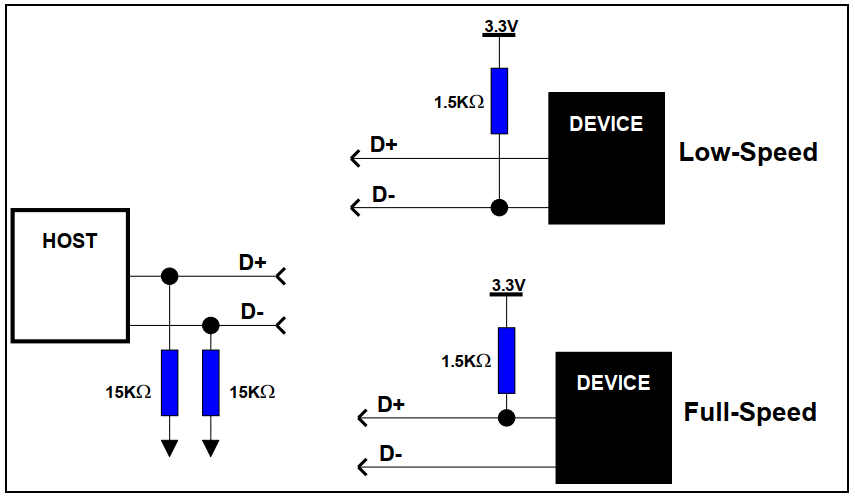 3.3V
1.5KΩ
DEVICE
D+
D-
Low-Speed
HOST
D+
D-
15KΩ
15KΩ
3.3V
1.5KΩ
DEVICE
D+
D-
Full-Speed